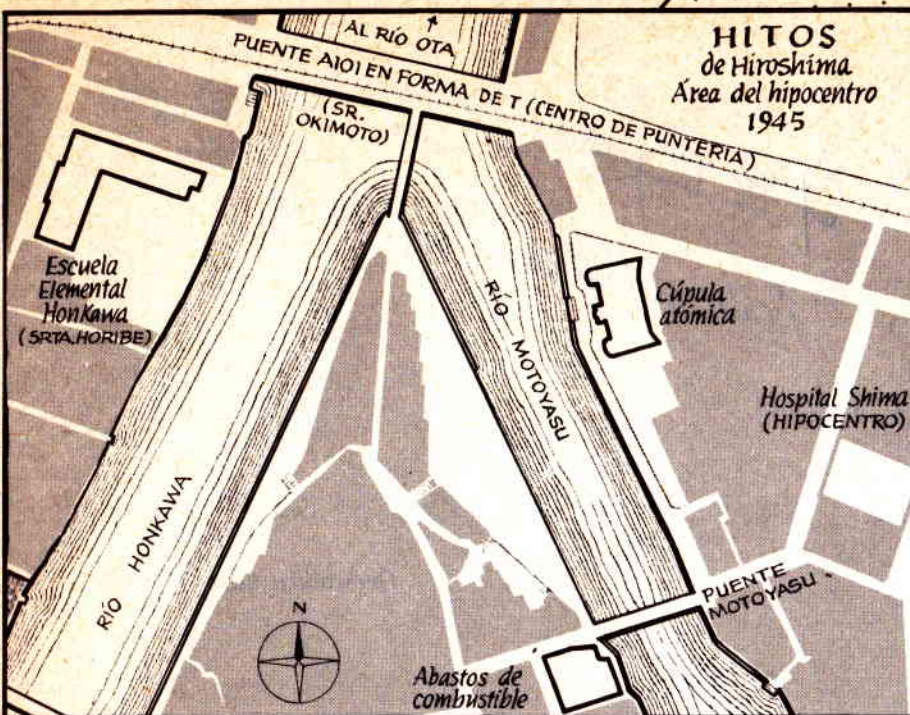 HITOS
de Hiroshima
Área del hipocentro
1945
AL RÍO OTA
PUENTE AIOI EN FORMA DE T (CENTRO DE PUNTERÍA)
(SR.
OKIMOTO)
Escuela
Elemental
Honkawa
(SRTA. HORIBE)
RÍO MOTOYASU
Cúpula
atómica
Hospital Shima
(HIPOCENTRO)
RÍO HONKAWA
N
PUENTE
MOTOYASU
Abastos de
combustible